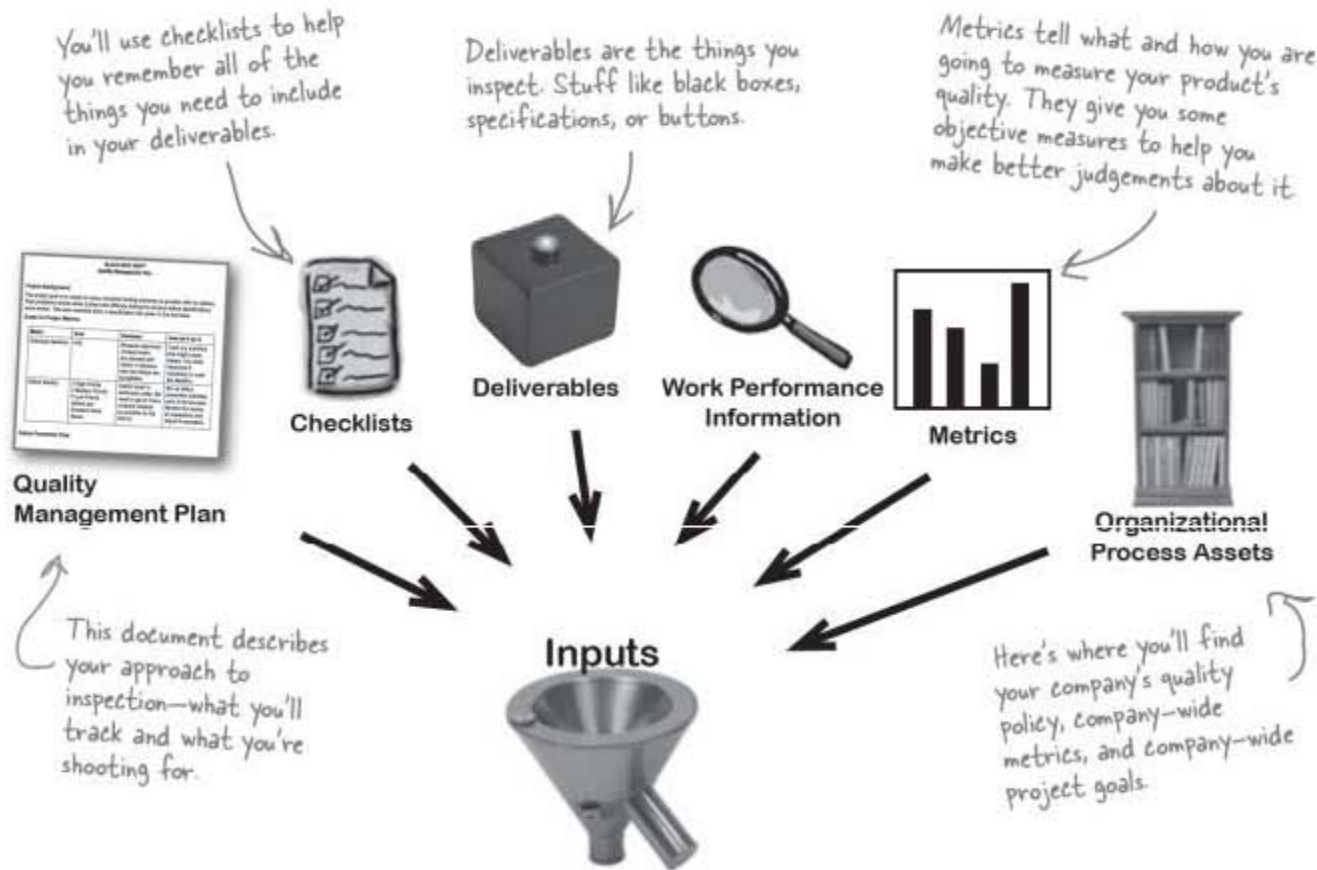 You'll use checklists to help
you remember all of the
things you need to include
in your deliverables.
Deliverables are the things you
inspect. Stuff like black boxes,
specifications, or buttons.
Metrics tell what and how you are
going to measure your product's
quality. They give you some
objective measures to help you
make better judgements about it
Quality
Management Plan
Checklists
Deliverables
Work Performance
Information
Metrics
Organizational
Process Assets
This document describes
your approach to
inspection—what you'll
track and what you're
shooting for.
Inputs
Here's where you'll find
your company's quality
policy, company-wide
metrics, and company-wide
project goals.